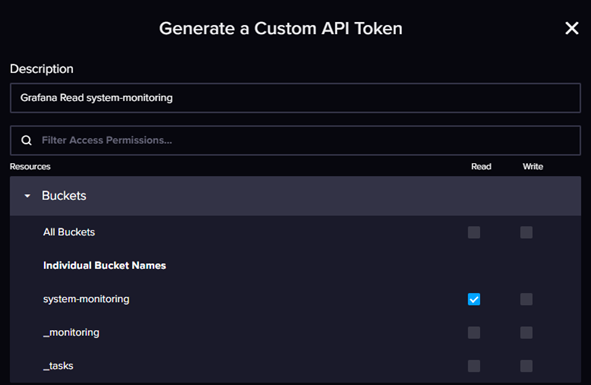 Generate a Custom API Token
Description
Grafana Read system-monitoring
Filter Access Permissions...
Resources Read Write
Buckets
All Buckets
Individual Bucket Names
system-monitoring
_monitoring
_tasks